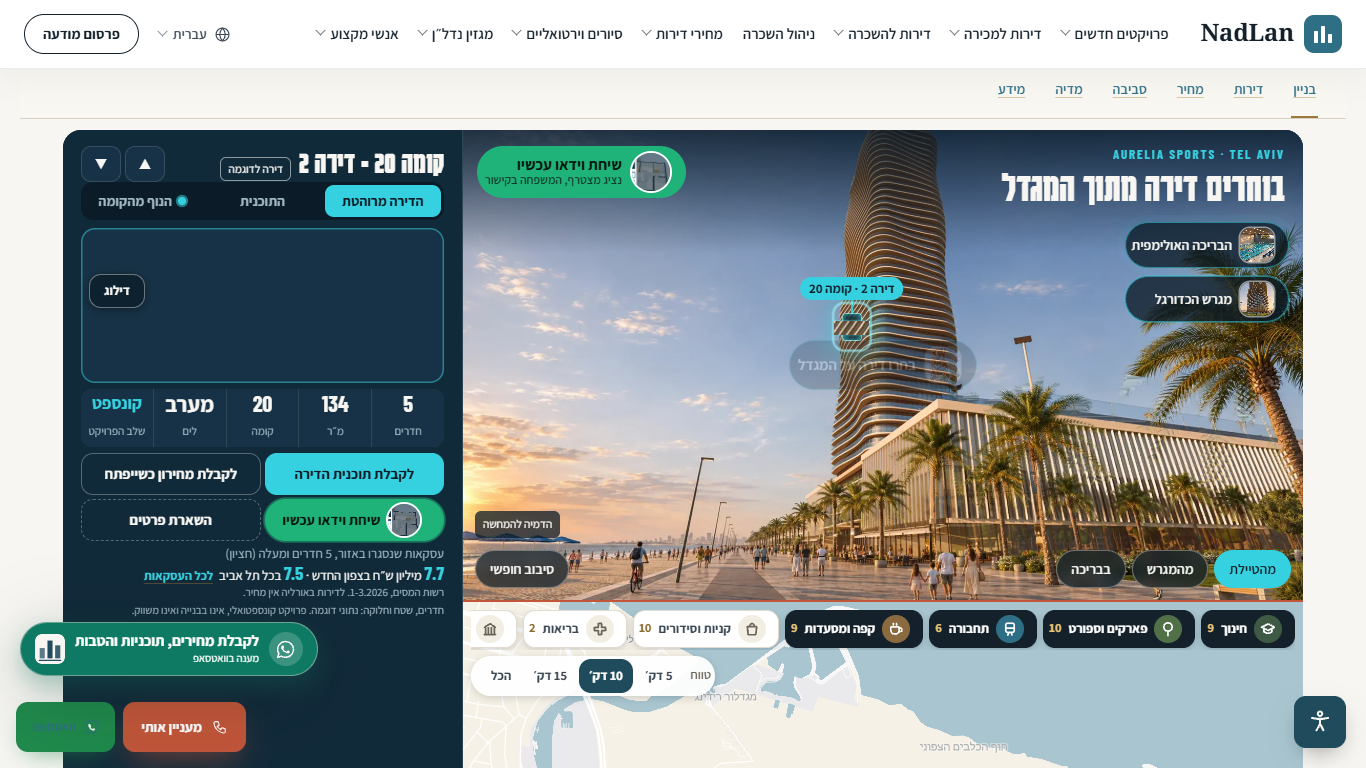 NadLan
פרויקטים חדשים
דירות למכירה
דירות להשכרה
ניהול השכרה
מחירי דירות
סיורים וירטואליים
מגזין נדל״ן
אנשי מקצוע
עברית
פרסום מודעה
בניין
דירות
מחיר
סביבה
מדיה
מידע
AURELIA SPORTS · TEL AVIV
בוחרים דירה מתוך המגדל
הבריכה האולימפית
מגרש הכדורגל
שיחת וידאו עכשיו
נציג מצטרף, המשפחה בקישור
דירה 2 · קומה 20
הדמיה להמחשה
סיבוב חופשי
מהטיילת
מהמגרש
בבריכה
חינוך 9
פארקים וספורט 10
תחבורה 6
קפה ומסעדות 9
קניות וסידורים 10
בריאות 2
טווח
5 דק׳
10 דק׳
15 דק׳
הכל
מגדלור רידינג
חוף הכלבים הצפוני
קומה 20 - דירה 2
דירה לדוגמה
▲
▼
הדירה מרוהטת
התוכנית
הנוף מהקומה
דילוג
5
חדרים
134
מ״ר
20
קומה
מערב
לים
קונספט
שלב הפרויקט
לקבלת תוכנית הדירה
לקבלת מחירון כשייפתח
שיחת וידאו עכשיו
השארת פרטים
עסקאות שנסגרו באזור, 5 חדרים ומעלה (חציון)
7.7 מיליון ש״ח בצפון החדש · 7.5 בכל תל אביב לכל העסקאות
רשות המסים, 1-3.2026. לדירות באורליה אין מחיר.
חדרים, שטח וחלוקה: נתוני דוגמה. פרויקט קונספטואלי, אינו בבנייה ואינו משווק.
לקבלת מחירים, תוכניות והטבות
מענה בוואטסאפ
מעניין אותי